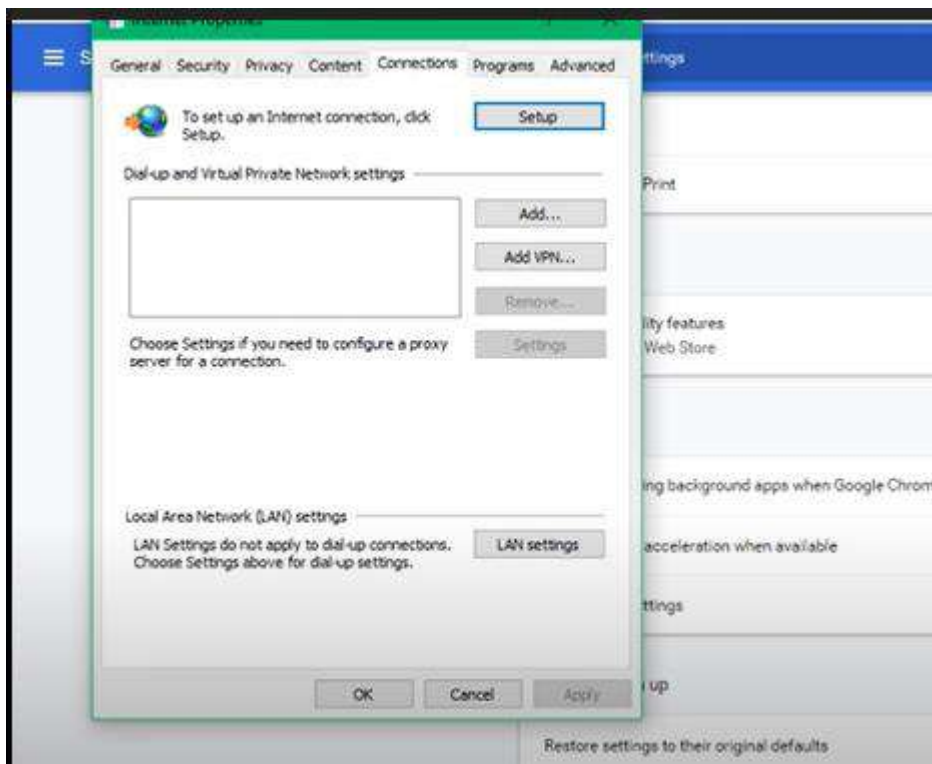 Internet Properties
General Security Privacy Content Connections Programs Advanced
To set up an Internet connection, click
Setup.
Setup
Dial-up and Virtual Private Network settings
Add...
Add VPN...
Remove...
Choose Settings if you need to configure a proxy
server for a connection.
Settings
Local Area Network (LAN) settings
LAN Settings do not apply to dial-up connections.
Choose Settings above for dial-up settings.
LAN settings
OK Cancel Apply
S
ttings
Print
lity features
Web Store
ing background apps when Google Chrom
acceleration when available
ttings
up
Restore settings to their original defaults